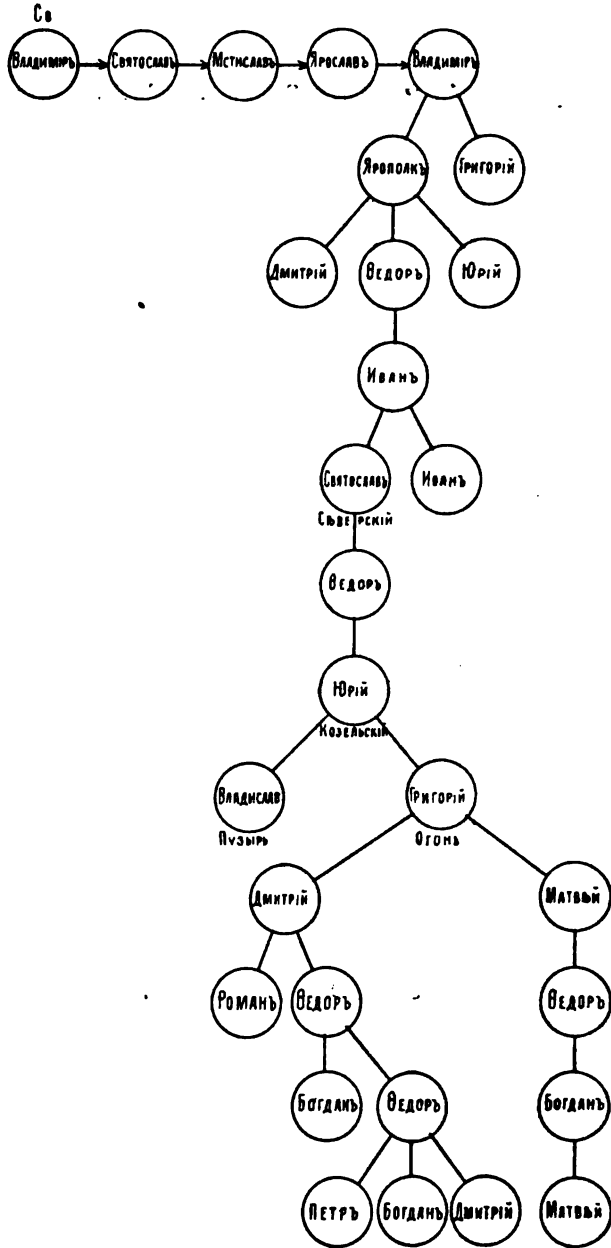 Св
Владиміръ Святославъ Мстиславъ Ярославъ Владиміръ
Ярополкъ Григорій
Дмитрій Ѳедоръ Юрій
Иванъ
Святославъ Иванъ
Сѣверскій
Ѳедоръ
Юрій
Козельскій
Владиславъ Григорій
Пузырь Огонь
Дмитрій Матвѣй
Романъ Ѳедоръ Ѳедоръ
Богданъ Ѳедоръ Богданъ
Петръ Богданъ Дмитрій Матвѣй